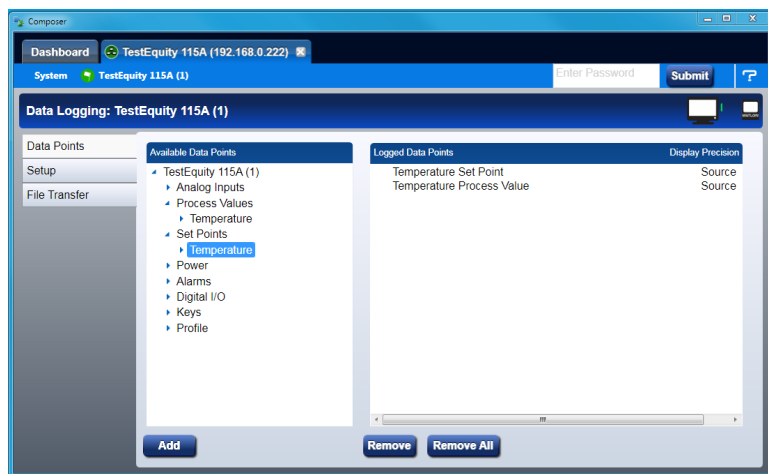 Composer
Dashboard TestEquity 115A (192.168.0.222)
System TestEquity 115A (1) Enter Password Submit ?
Data Logging: TestEquity 115A (1)
Data Points
Setup
File Transfer
Available Data Points
TestEquity 115A (1)
Analog Inputs
Process Values
Temperature
Set Points
Temperature
Power
Alarms
Digital I/O
Keys
Profile
Add
Logged Data Points Display Precision
Temperature Set Point Source
Temperature Process Value Source
Remove Remove All